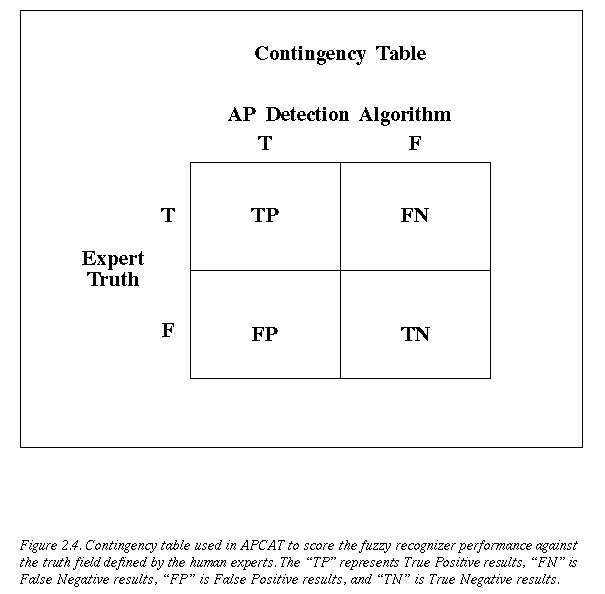 Contingency Table
AP Detection Algorithm
T F
T TP FN
Expert
Truth
F FP TN
Figure 2.4. Contingency table used in APCAT to score the fuzzy recognizer performance against
the truth field defined by the human experts. The “TP” represents True Positive results, “FN” is
False Negative results, “FP” is False Positive results, and “TN” is True Negative results.